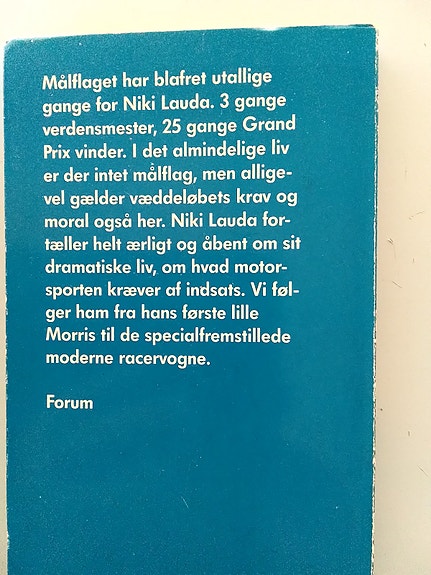 Målflaget har blafret utallige
gange for Niki Lauda. 3 gange
verdensmester, 25 gange Grand
Prix vinder. I det almindelige liv
er der intet målflag, men allige-
vel gælder væddeløbets krav og
moral også her. Niki Lauda for-
tæller helt ærligt og åbent om sit
dramatiske liv, om hvad motor-
sporten kræver af indsats. Vi føl-
ger ham fra hans første lille
Morris til de specialfremstillede
moderne racervogne.
Forum